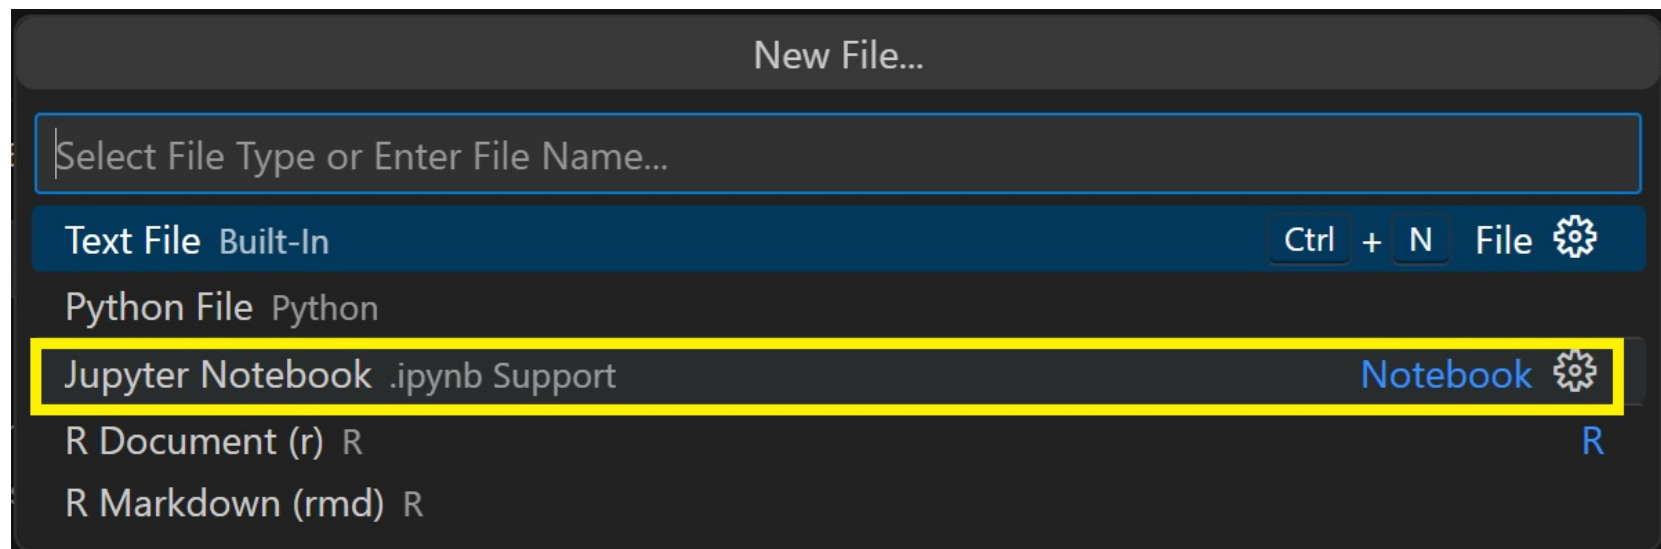 New File...
Select File Type or Enter File Name...
Text File Built-In Ctrl + N File
Python File Python
Jupyter Notebook .ipynb Support Notebook
R Document (r) R R
R Markdown (rmd) R